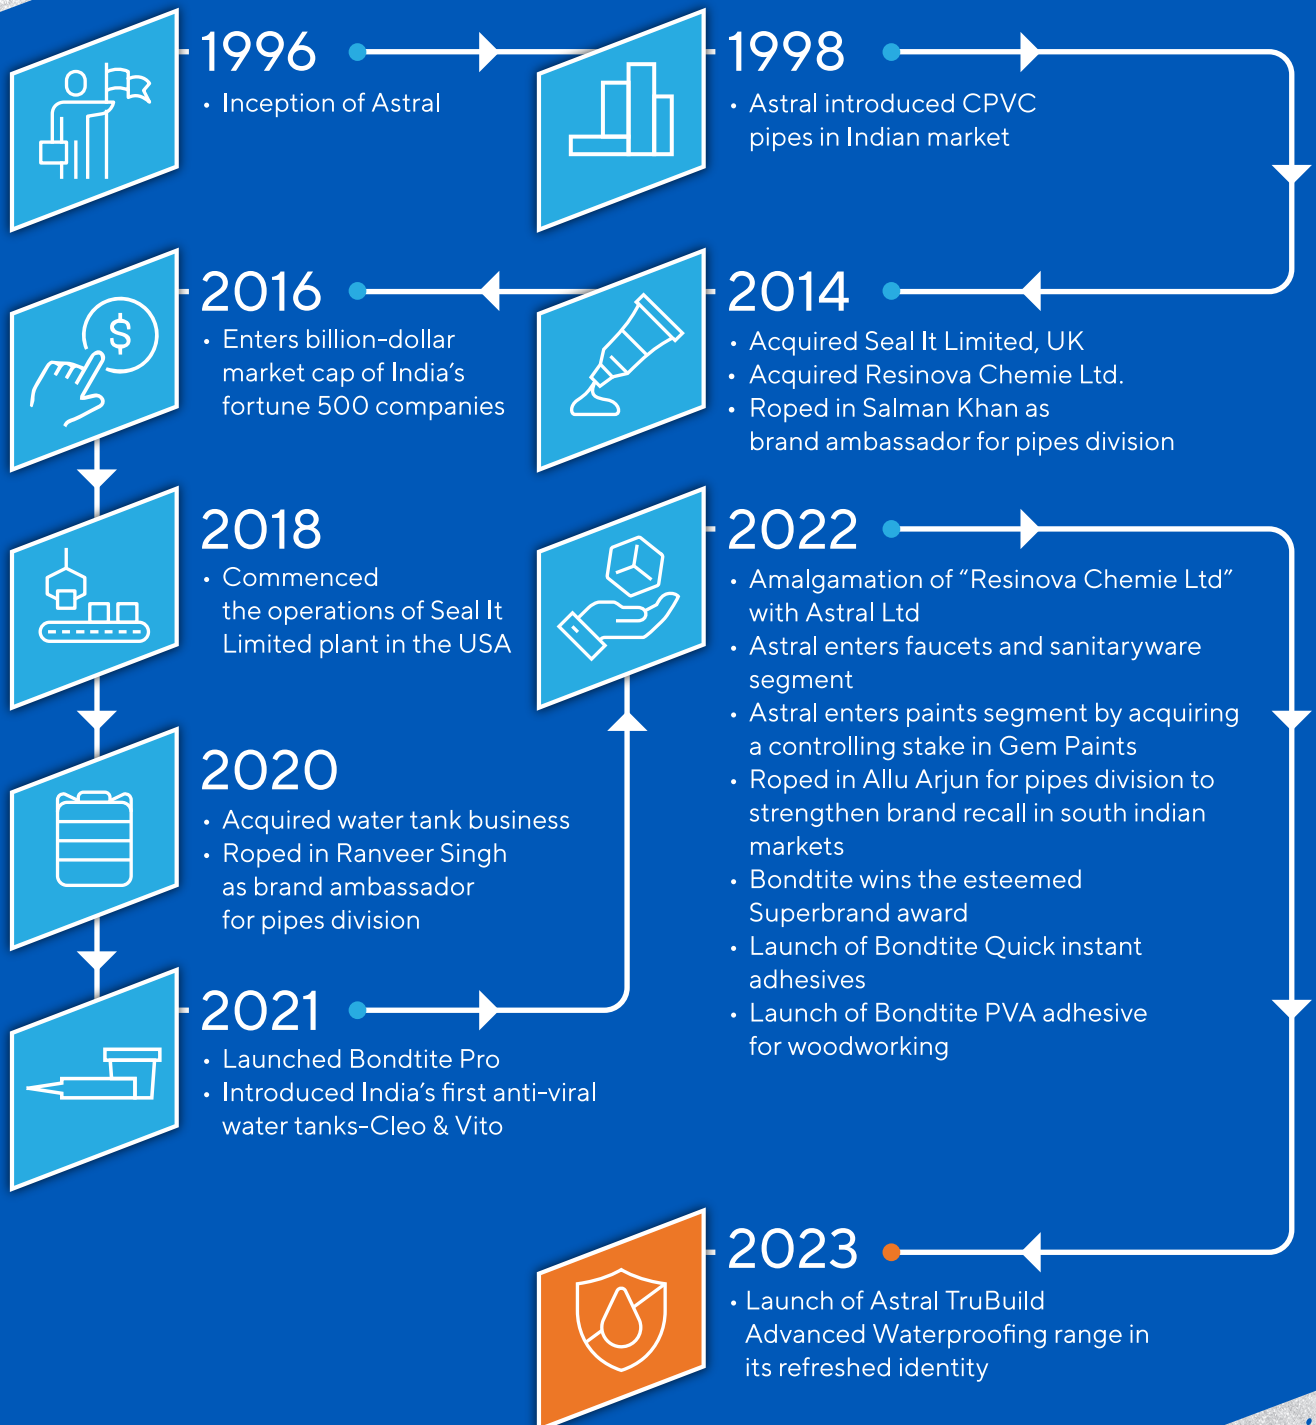 1996
• Inception of Astral
1998
• Astral introduced CPVC
pipes in Indian market
2014
• Acquired Seal It Limited, UK
• Acquired Resinova Chemie Ltd.
• Roped in Salman Khan as
brand ambassador for pipes division
2016
• Enters billion-dollar
market cap of India’s
fortune 500 companies
$
2018
• Commenced
the operations of Seal It
Limited plant in the USA
2020
• Acquired water tank business
• Roped in Ranveer Singh
as brand ambassador
for pipes division
2021
• Launched Bondtite Pro
• Introduced India’s first anti-viral
water tanks-Cleo & Vito
2022
• Amalgamation of “Resinova Chemie Ltd”
with Astral Ltd
• Astral enters faucets and sanitaryware
segment
• Astral enters paints segment by acquiring
a controlling stake in Gem Paints
• Roped in Allu Arjun for pipes division to
strengthen brand recall in south indian
markets
• Bondtite wins the esteemed
Superbrand award
• Launch of Bondtite Quick instant
adhesives
• Launch of Bondtite PVA adhesive
for woodworking
2023
• Launch of Astral TruBuild
Advanced Waterproofing range in
its refreshed identity